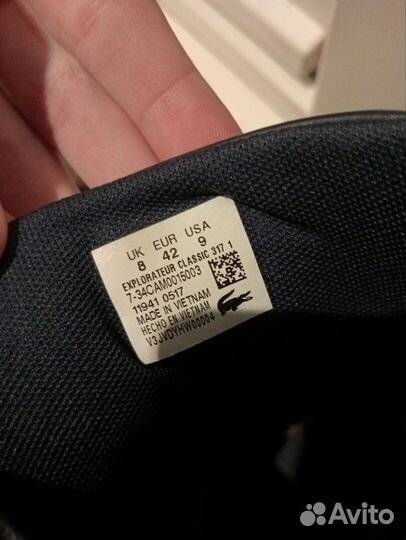 UK EUR USA
8 42 9
EXPLORATEUR CLASSIC 317 1
7-34CAM0015003
11941 0517
MADE IN VIETNAM
HECHO EN VIETNAM
V3JVDYHW00004
Avito